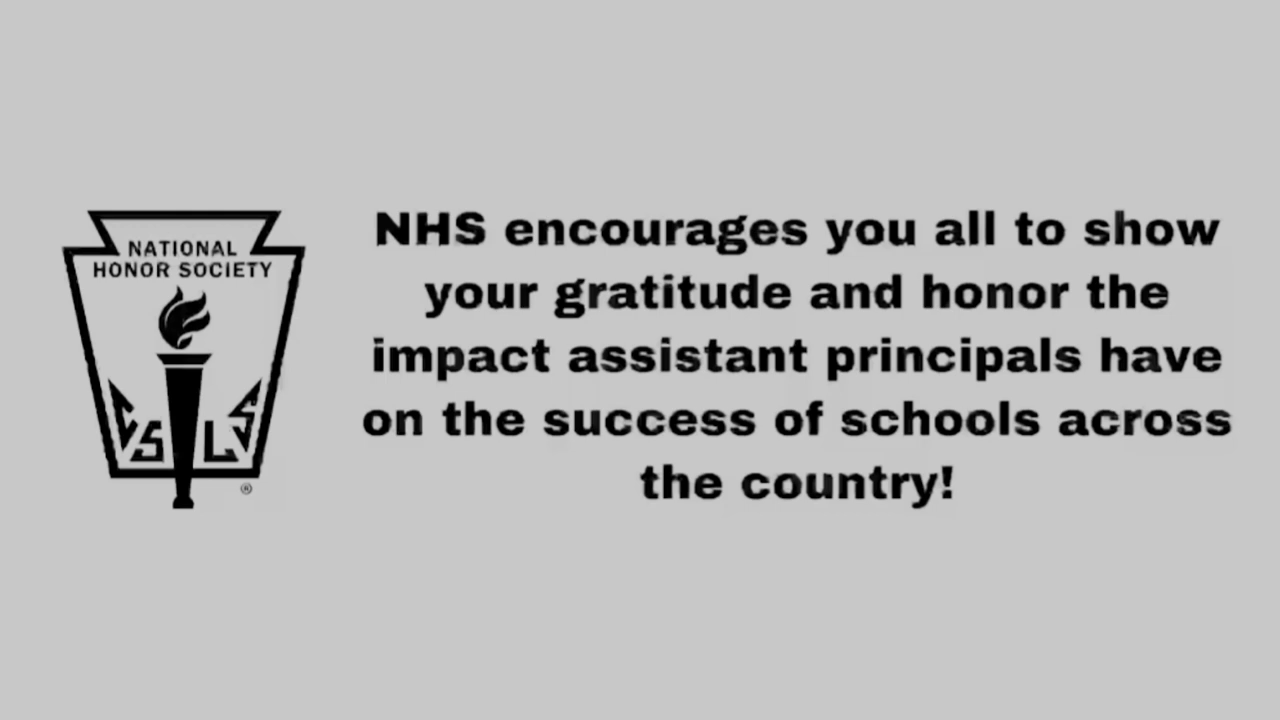 NATIONAL
HONOR SOCIETY
C S L S
®
NHS encourages you all to show
your gratitude and honor the
impact assistant principals have
on the success of schools across
the country!